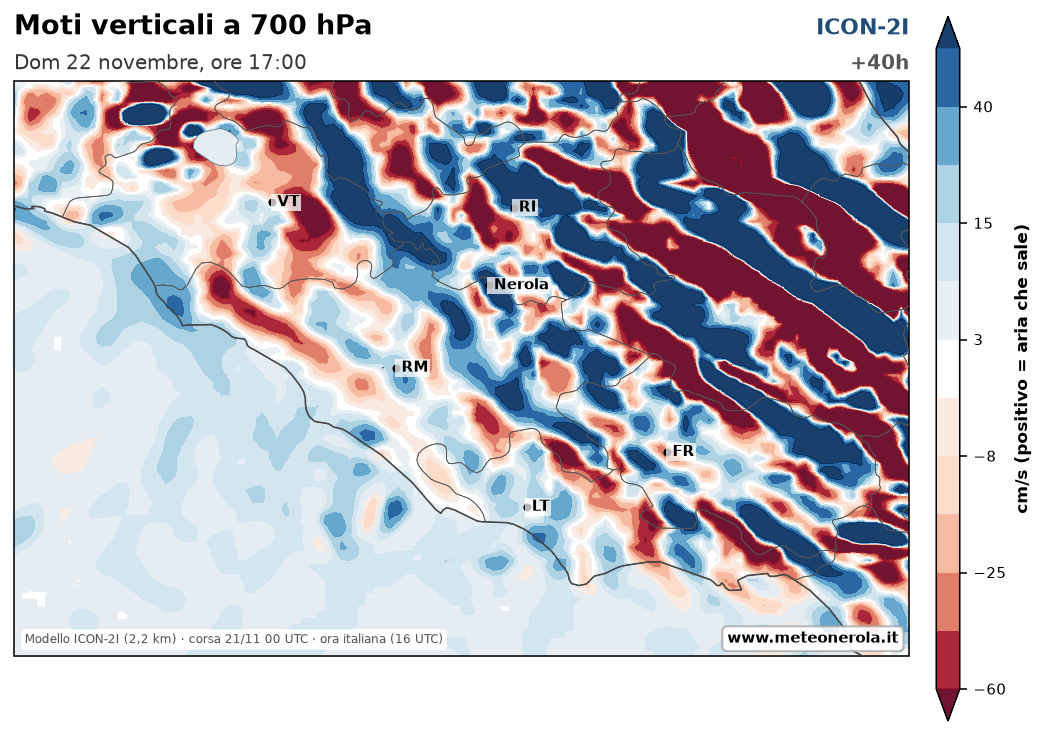 Moti verticali a 700 hPa
ICON-2I
Dom 22 novembre, ore 17:00
+40h
VT
RI
Nerola
RM
FR
LT
40
15
3
−8
−25
−60
cm/s (positivo = aria che sale)
Modello ICON-2I (2,2 km) · corsa 21/11 00 UTC · ora italiana (16 UTC)
www.meteonerola.it